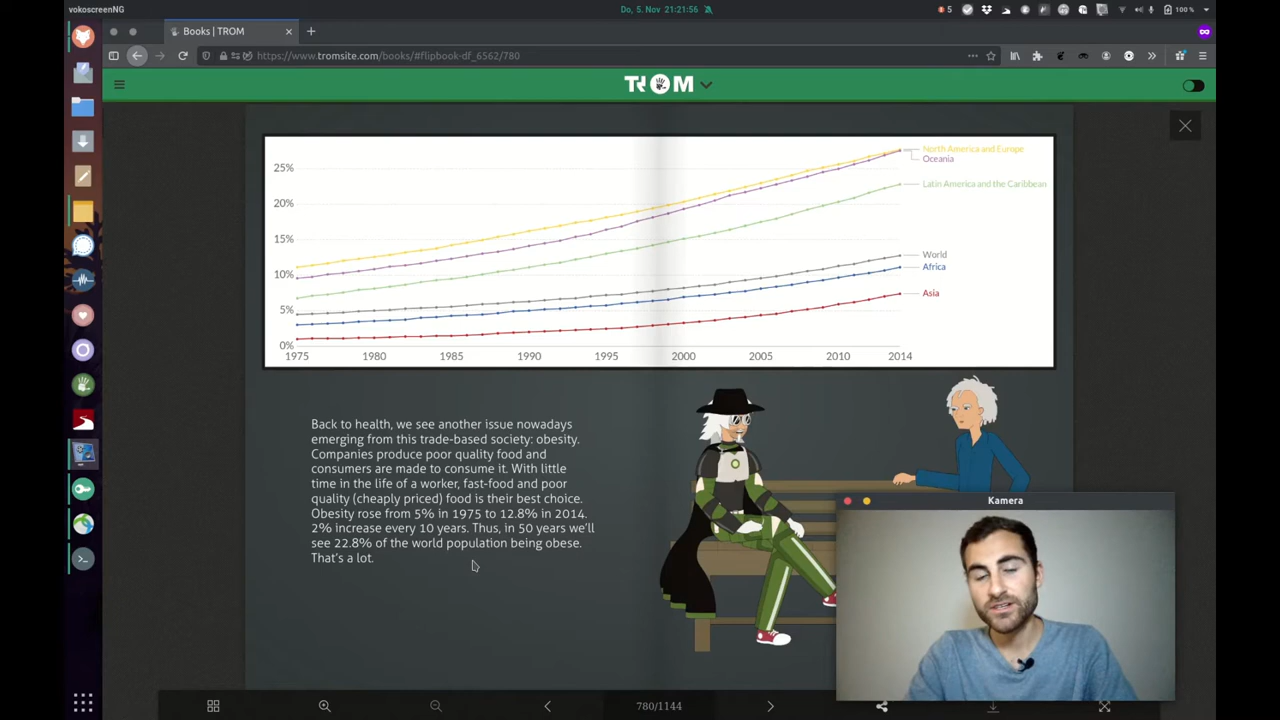 vokoscreenNG
Do, 5. Nov 21:21:56
5
100 %
Books | TROM
https://www.tromsite.com/books/#flipbook-df_6562/780
TROM
25%
20%
15%
10%
5%
0%
1975
1980
1985
1990
1995
2000
2005
2010
2014
North America and Europe
Oceania
Latin America and the Caribbean
World
Africa
Asia
Back to health, we see another issue nowadays
emerging from this trade-based society: obesity.
Companies produce poor quality food and
consumers are made to consume it. With little
time in the life of a worker, fast-food and poor
quality (cheaply priced) food is their best choice.
Obesity rose from 5% in 1975 to 12.8% in 2014.
2% increase every 10 years. Thus, in 50 years we'll
see 22.8% of the world population being obese.
That's a lot.
Kamera
780/1144